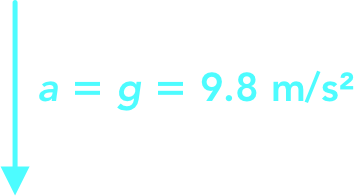 a = g = 9.8 m/s²